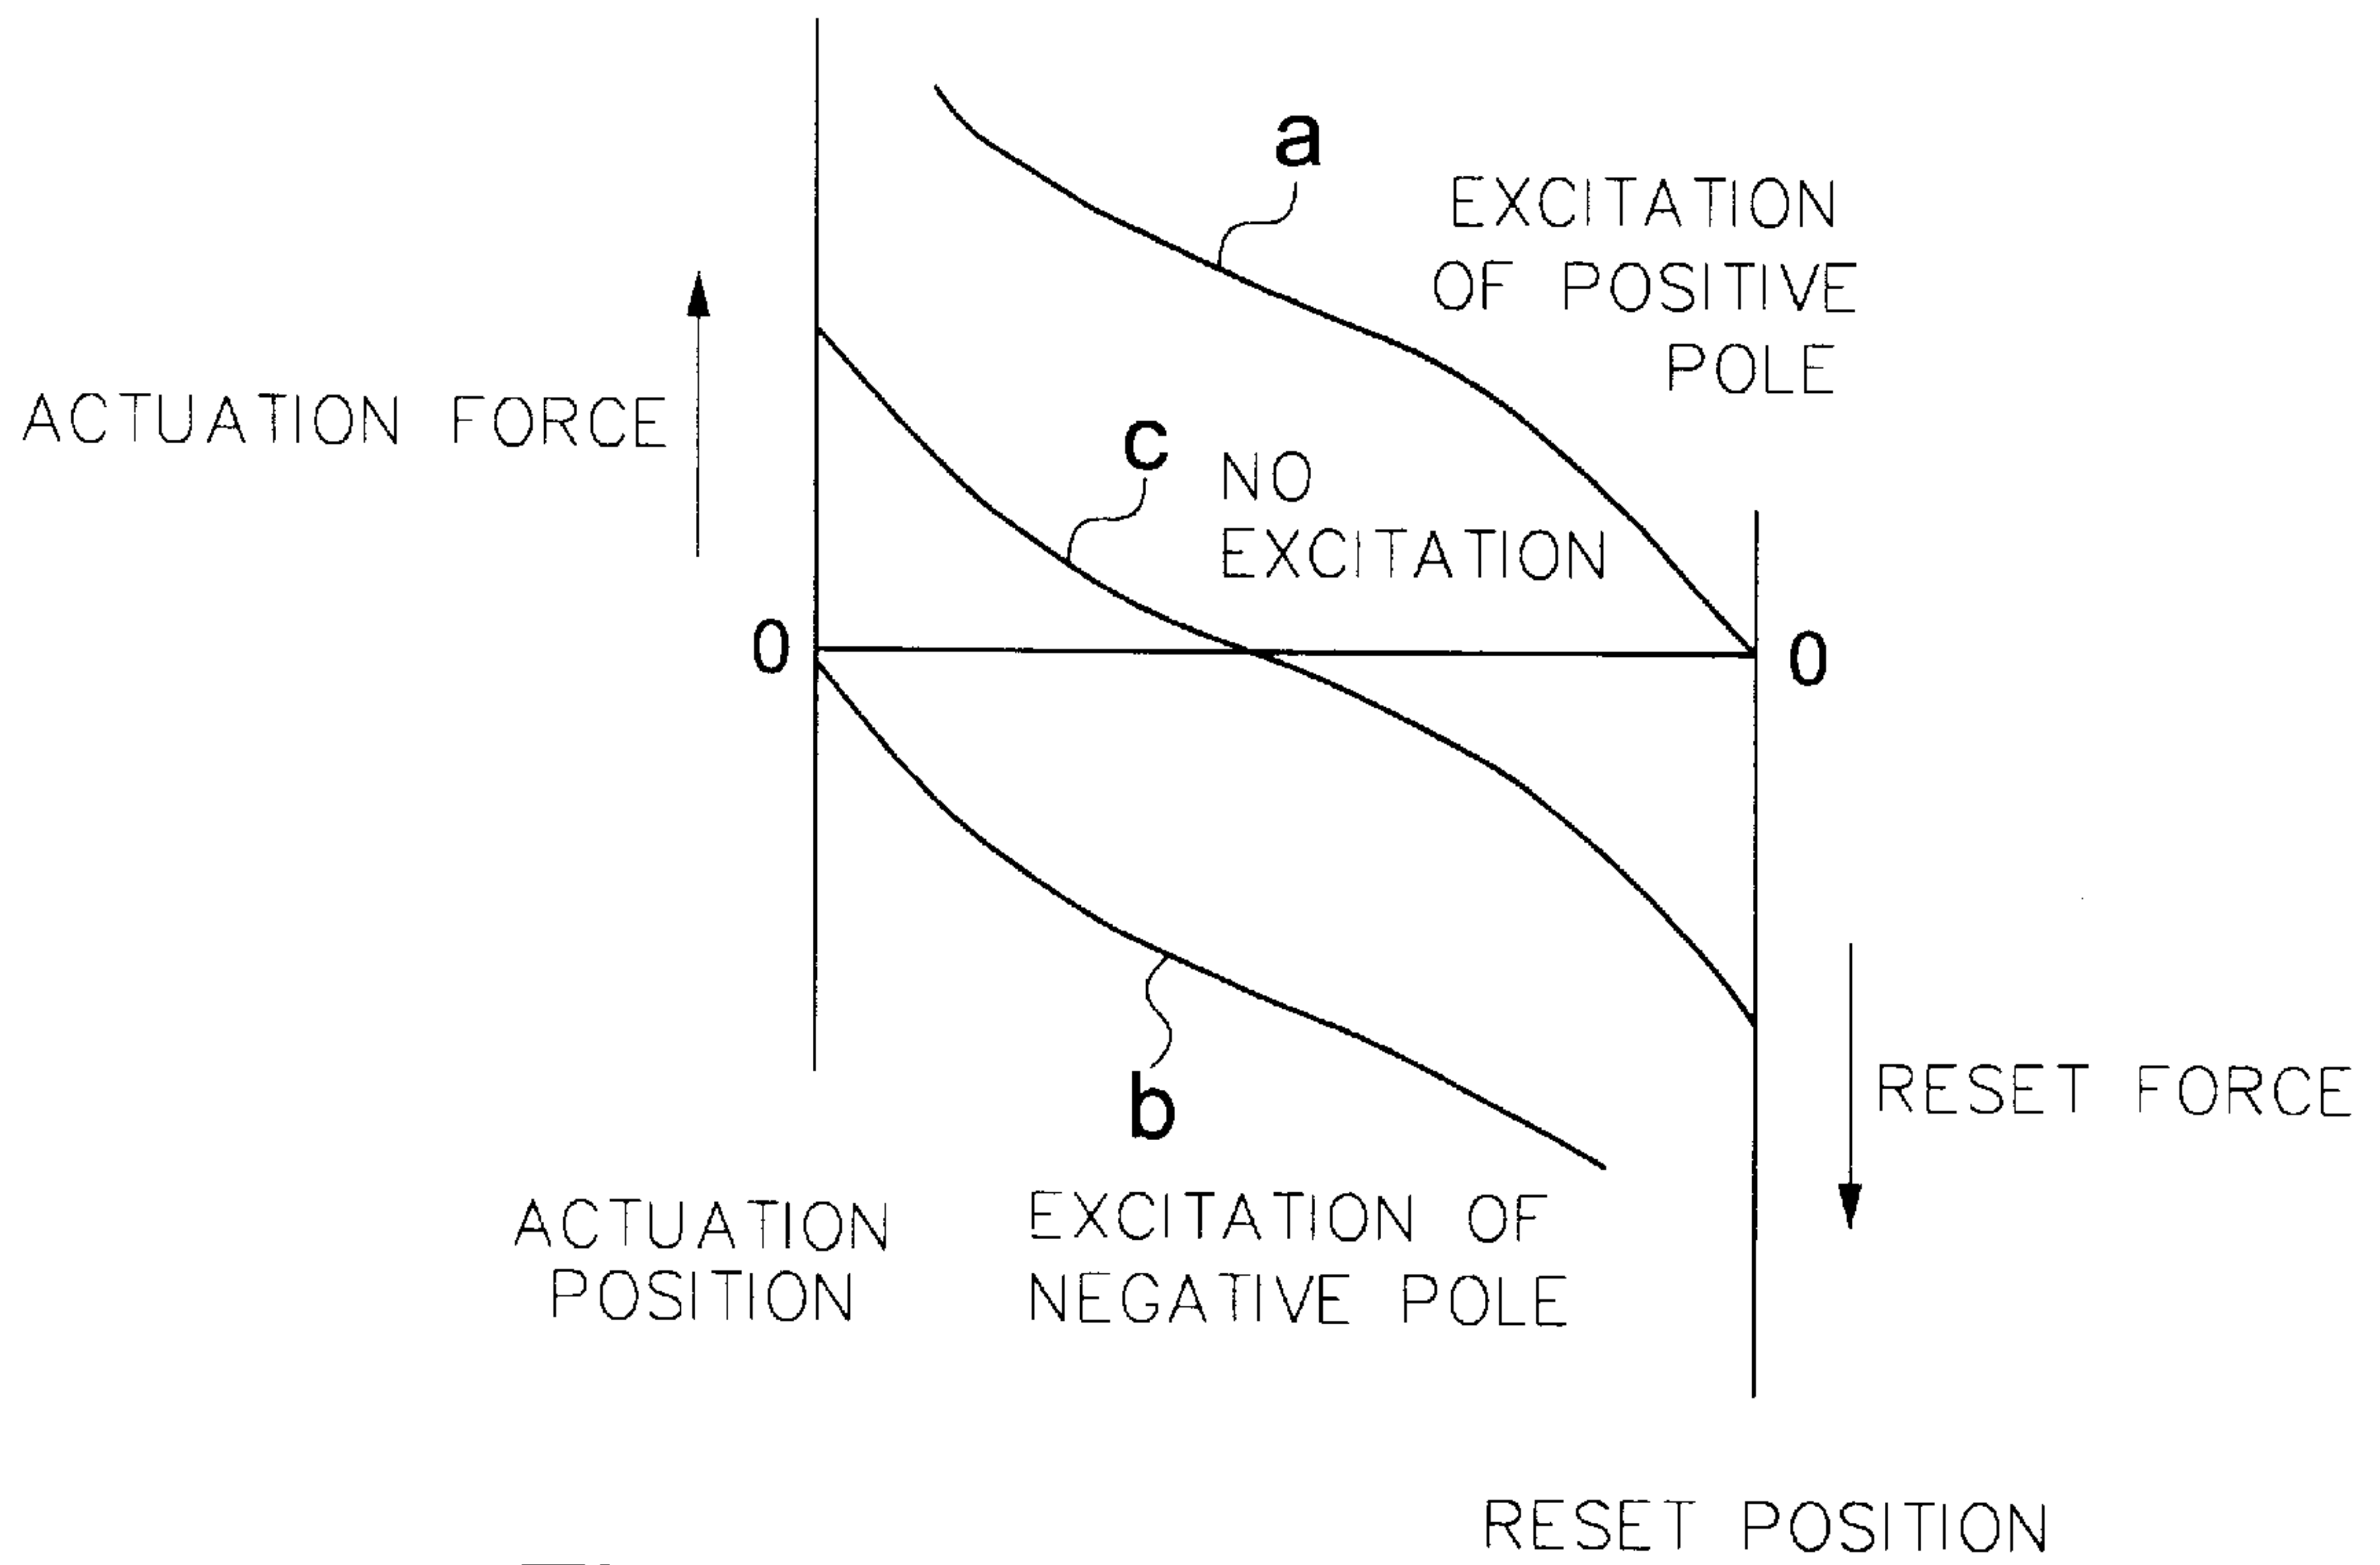 a
EXCITATION
OF POSITIVE
POLE
ACTUATION FORCE
c
NO
EXCITATION
0
0
b
RESET FORCE
ACTUATION
POSITION
EXCITATION OF
NEGATIVE POLE
RESET POSITION